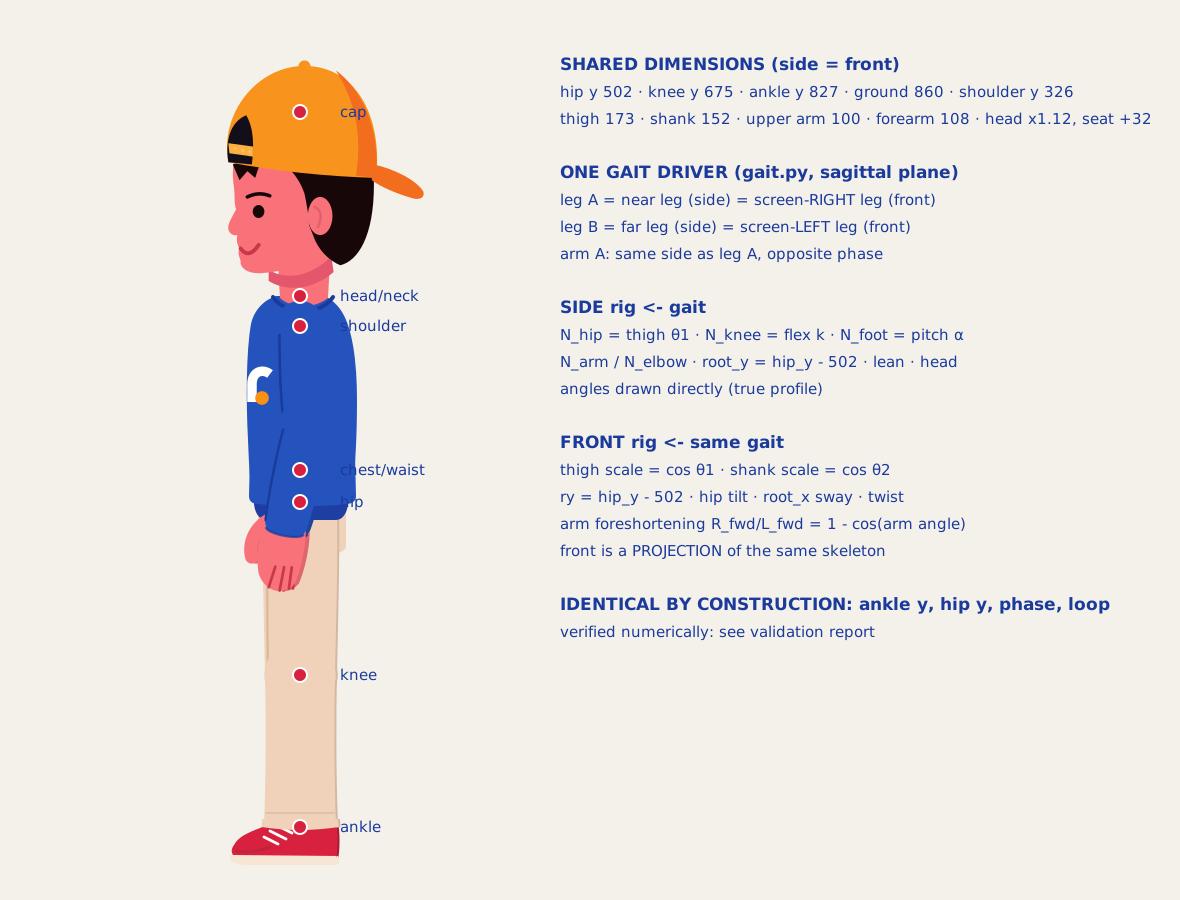 cap
head/neck
shoulder
chest/waist
hip
knee
ankle
SHARED DIMENSIONS (side = front)
hip y 502 · knee y 675 · ankle y 827 · ground 860 · shoulder y 326
thigh 173 · shank 152 · upper arm 100 · forearm 108 · head x1.12, seat +32
ONE GAIT DRIVER (gait.py, sagittal plane)
leg A = near leg (side) = screen-RIGHT leg (front)
leg B = far leg (side) = screen-LEFT leg (front)
arm A: same side as leg A, opposite phase
SIDE rig <- gait
N_hip = thigh θ1 · N_knee = flex k · N_foot = pitch α
N_arm / N_elbow · root_y = hip_y - 502 · lean · head
angles drawn directly (true profile)
FRONT rig <- same gait
thigh scale = cos θ1 · shank scale = cos θ2
ry = hip_y - 502 · hip tilt · root_x sway · twist
arm foreshortening R_fwd/L_fwd = 1 - cos(arm angle)
front is a PROJECTION of the same skeleton
IDENTICAL BY CONSTRUCTION: ankle y, hip y, phase, loop
verified numerically: see validation report